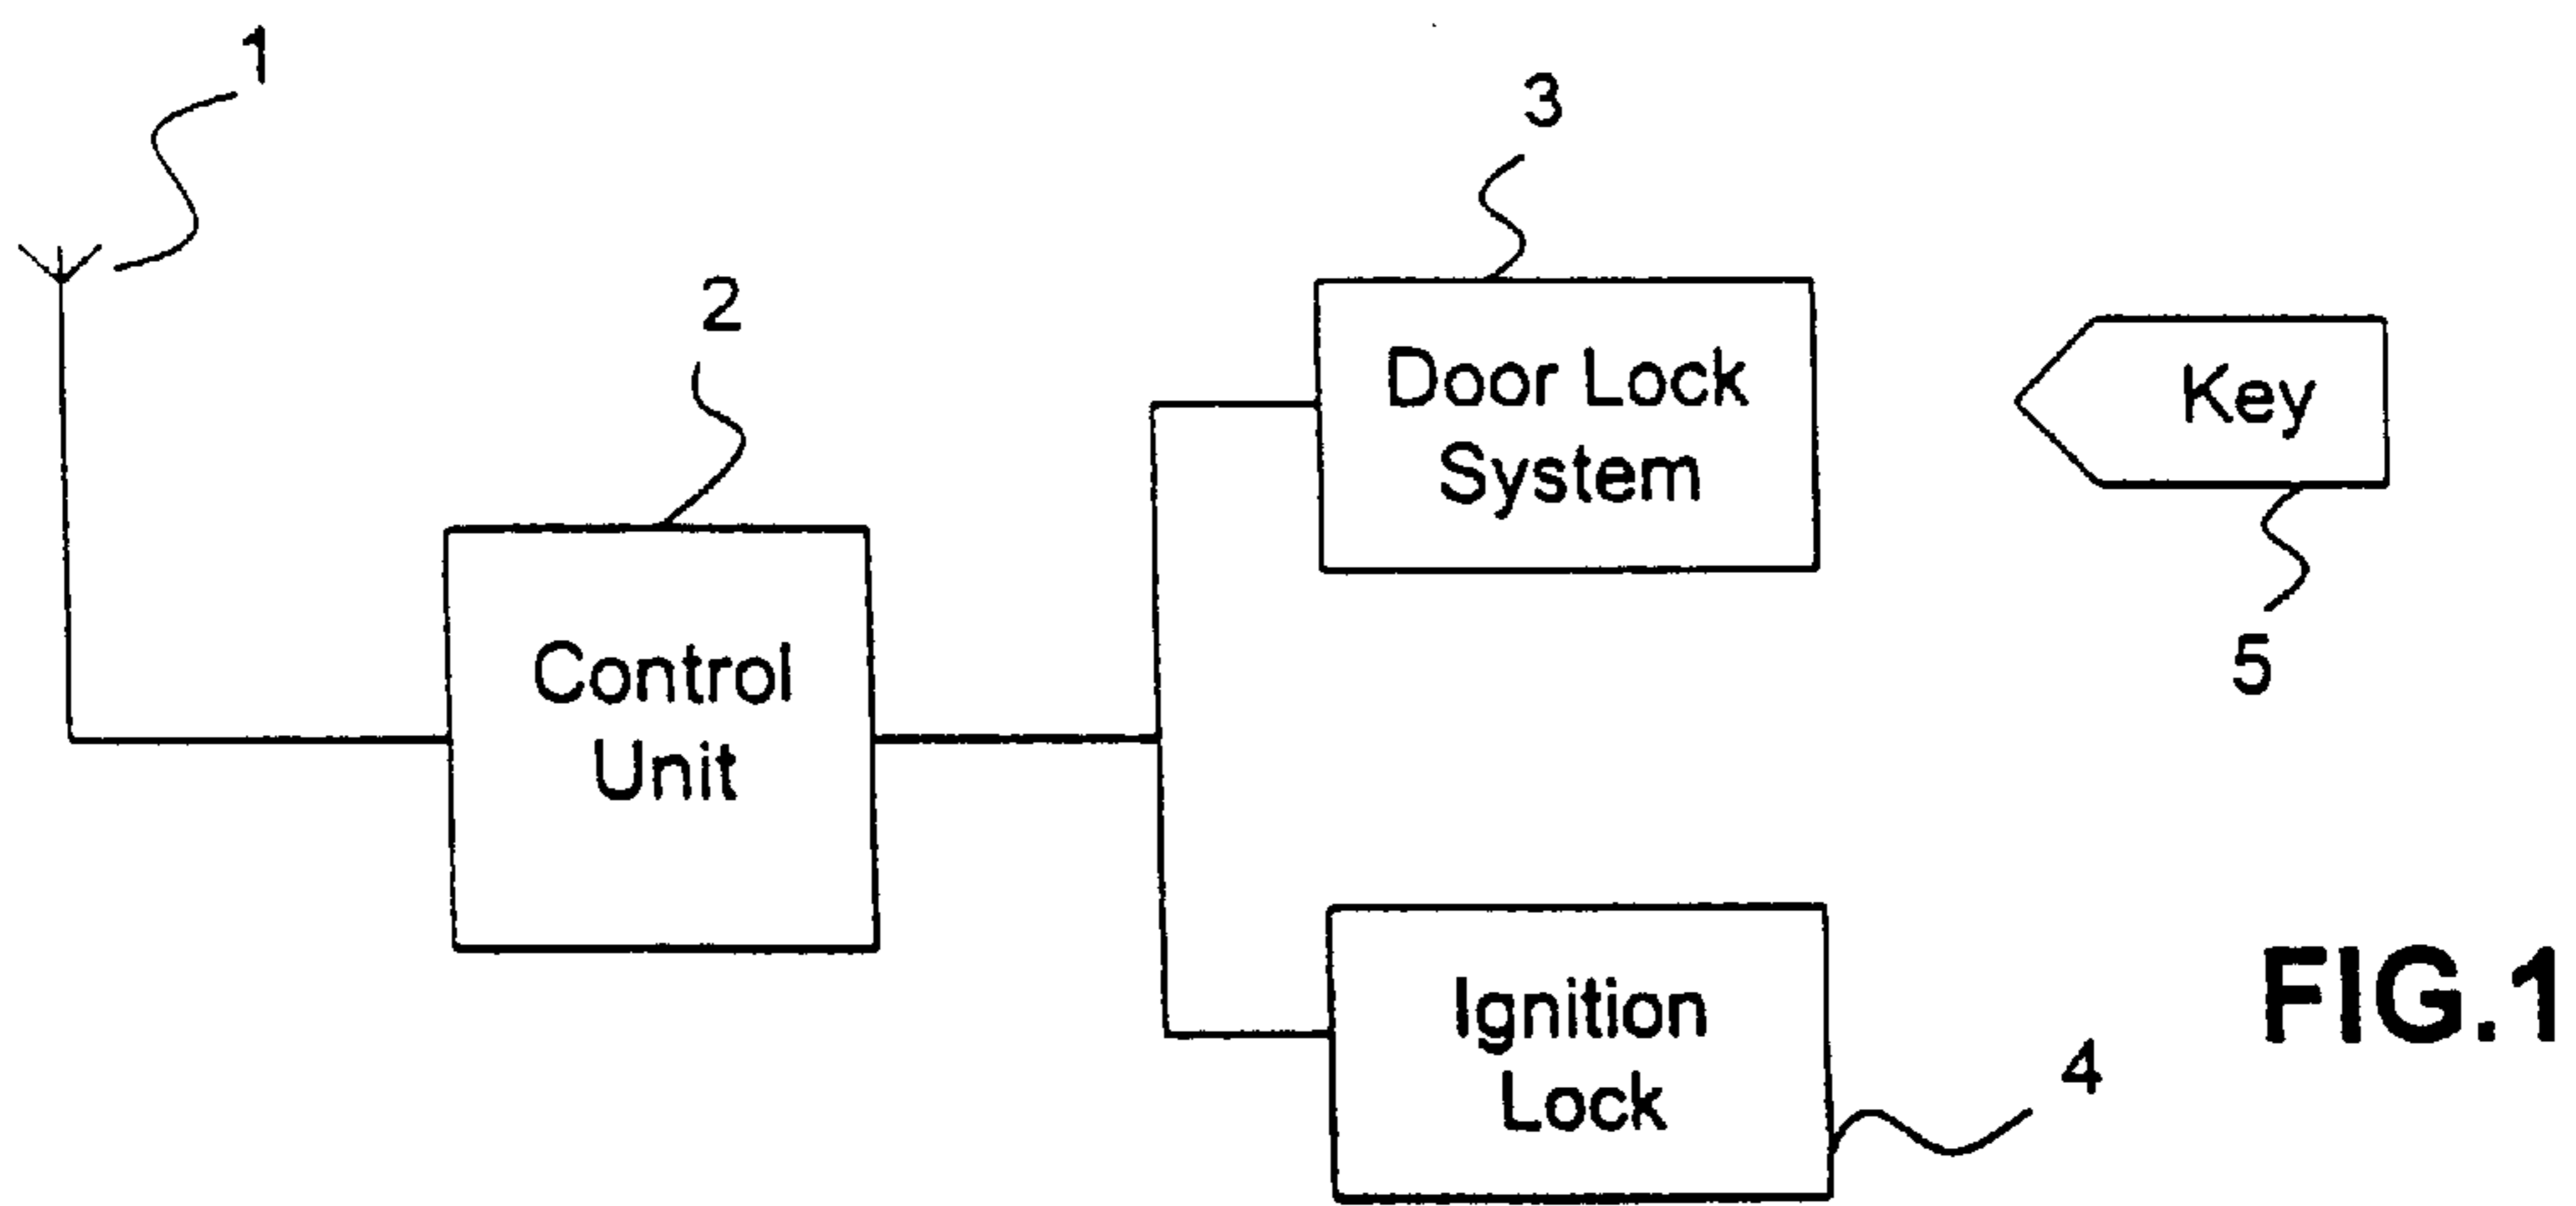 1
2
3
Door Lock
System
Key
5
Control
Unit
Ignition
Lock
4
FIG.1